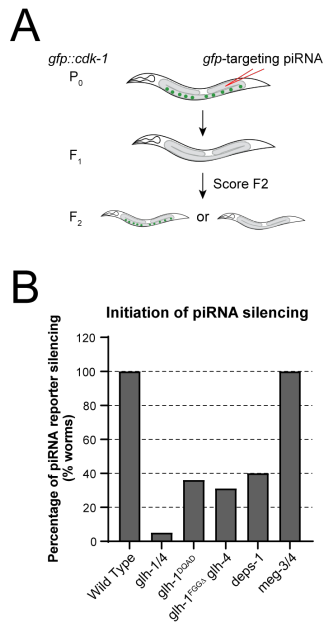 A
gfp::cdk-1
gfp-targeting piRNA
P0
F1
Score F2
F2
or
B
Initiation of piRNA silencing
Percentage of piRNA reporter silencing
(% worms)
120
100
80
60
40
20
0
Wild Type
glh-1/4
glh-1DQAD
glh-1FGGΔ glh-4
deps-1
meg-3/4